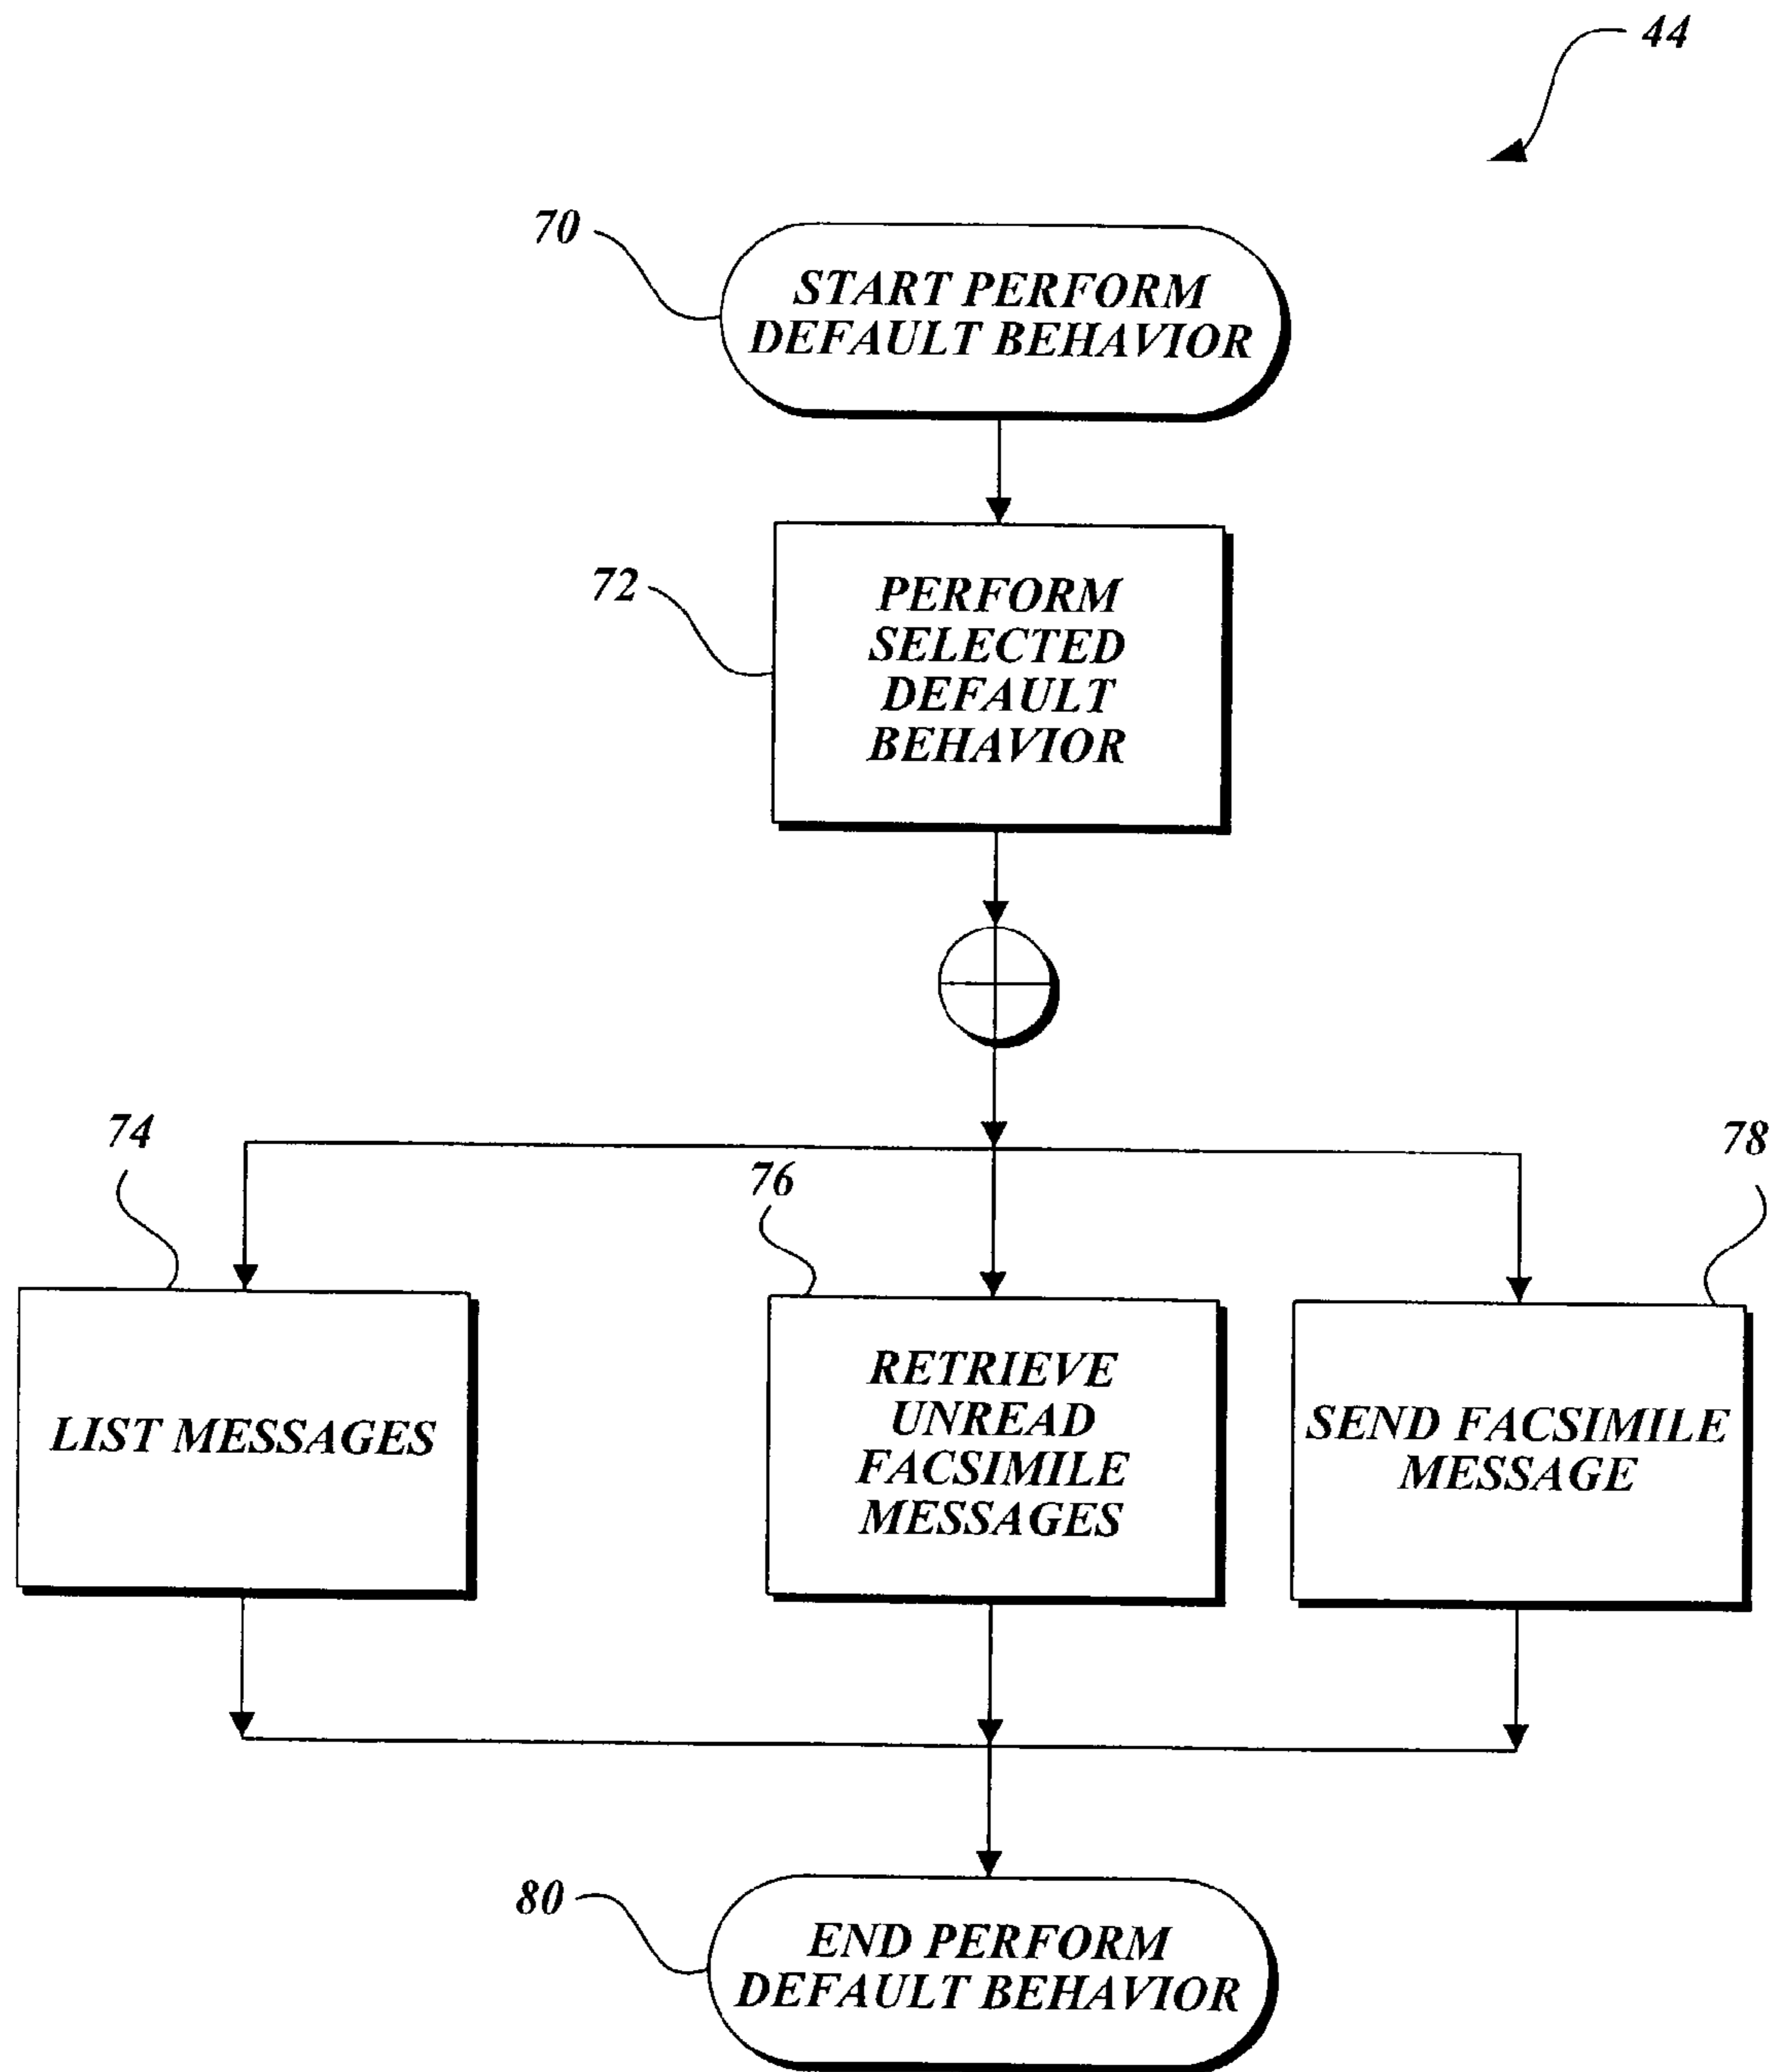 44
70
START PERFORM
DEFAULT BEHAVIOR
72
PERFORM
SELECTED
DEFAULT
BEHAVIOR
74
76
78
LIST MESSAGES
RETRIEVE
UNREAD
FACSIMILE
MESSAGES
SEND FACSIMILE
MESSAGE
80
END PERFORM
DEFAULT BEHAVIOR